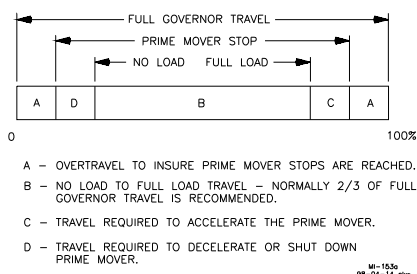 FULL GOVERNOR TRAVEL
PRIME MOVER STOP
NO LOAD FULL LOAD
A D B C A
0 100%
A – OVERTRAVEL TO INSURE PRIME MOVER STOPS ARE REACHED.
B – NO LOAD TO FULL LOAD TRAVEL – NORMALLY 2/3 OF FULL
GOVERNOR TRAVEL IS RECOMMENDED.
C – TRAVEL REQUIRED TO ACCELERATE THE PRIME MOVER.
D – TRAVEL REQUIRED TO DECELERATE OR SHUT DOWN
PRIME MOVER.
MI–153a